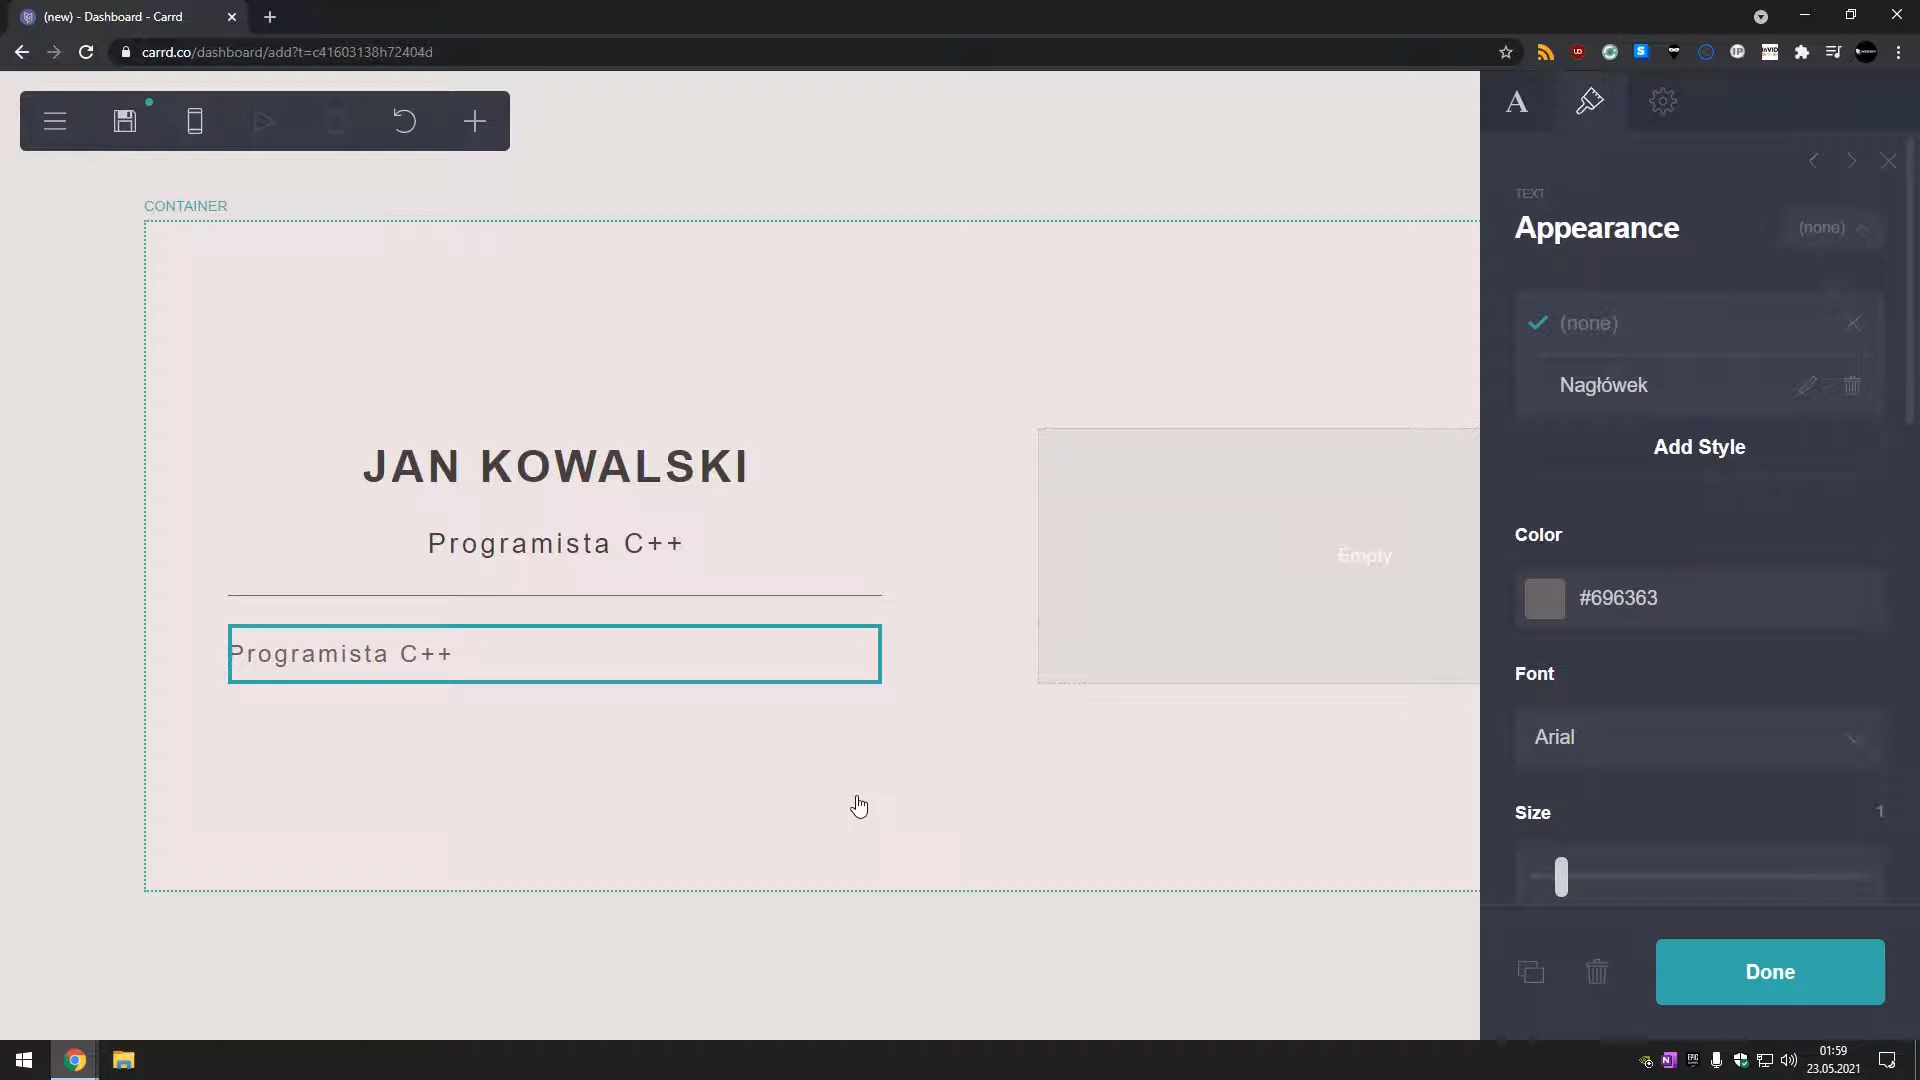 (new) - Dashboard - Carrd
carrd.co/dashboard/add?t=c41603138h72404d
CONTAINER
JAN KOWALSKI
Programista C++
Programista C++
Empty
A
TEXT
Appearance
(none)
(none)
Nagłówek
Add Style
Color
#696363
Font
Arial
Size
1
Done
01:59
23.05.2021